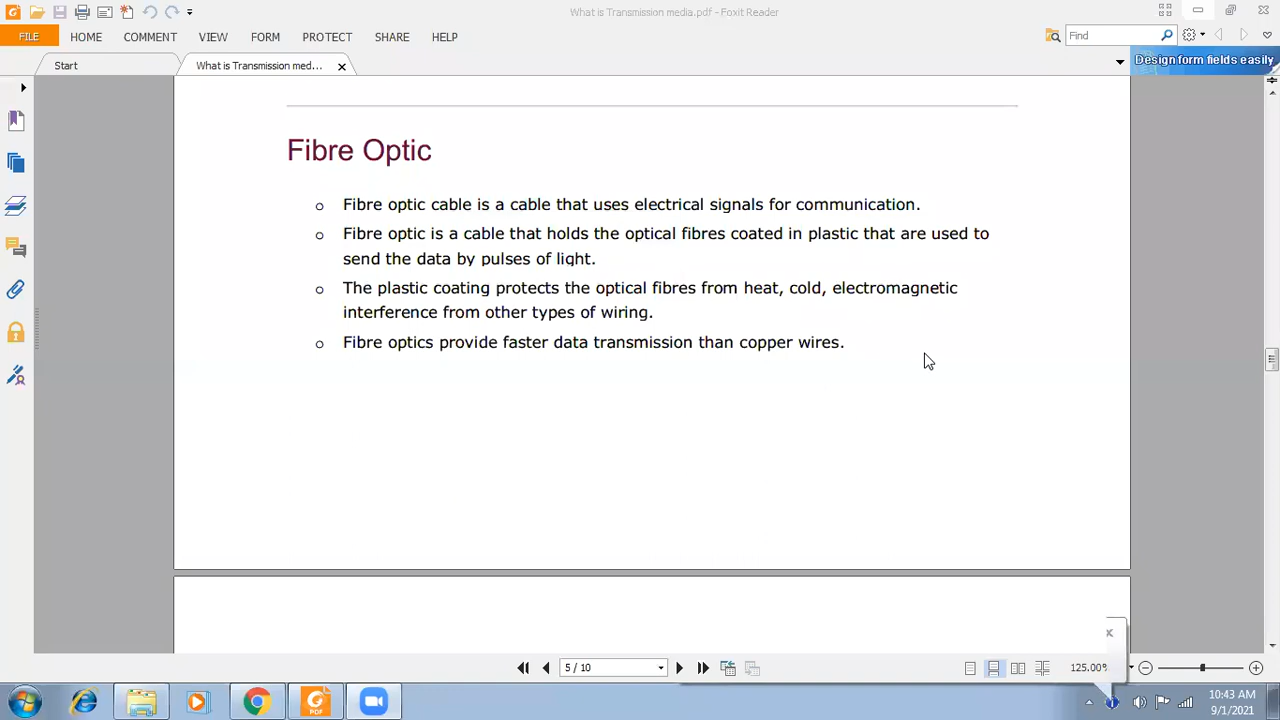 What is Transmission media.pdf - Foxit Reader
FILE HOME COMMENT VIEW FORM PROTECT SHARE HELP Find
Start What is Transmission med... Design form fields easily
Fibre Optic
o Fibre optic cable is a cable that uses electrical signals for communication.
o Fibre optic is a cable that holds the optical fibres coated in plastic that are used to
send the data by pulses of light.
o The plastic coating protects the optical fibres from heat, cold, electromagnetic
interference from other types of wiring.
o Fibre optics provide faster data transmission than copper wires.
5 / 10 125.00%
PDF
10:43 AM
9/1/2021